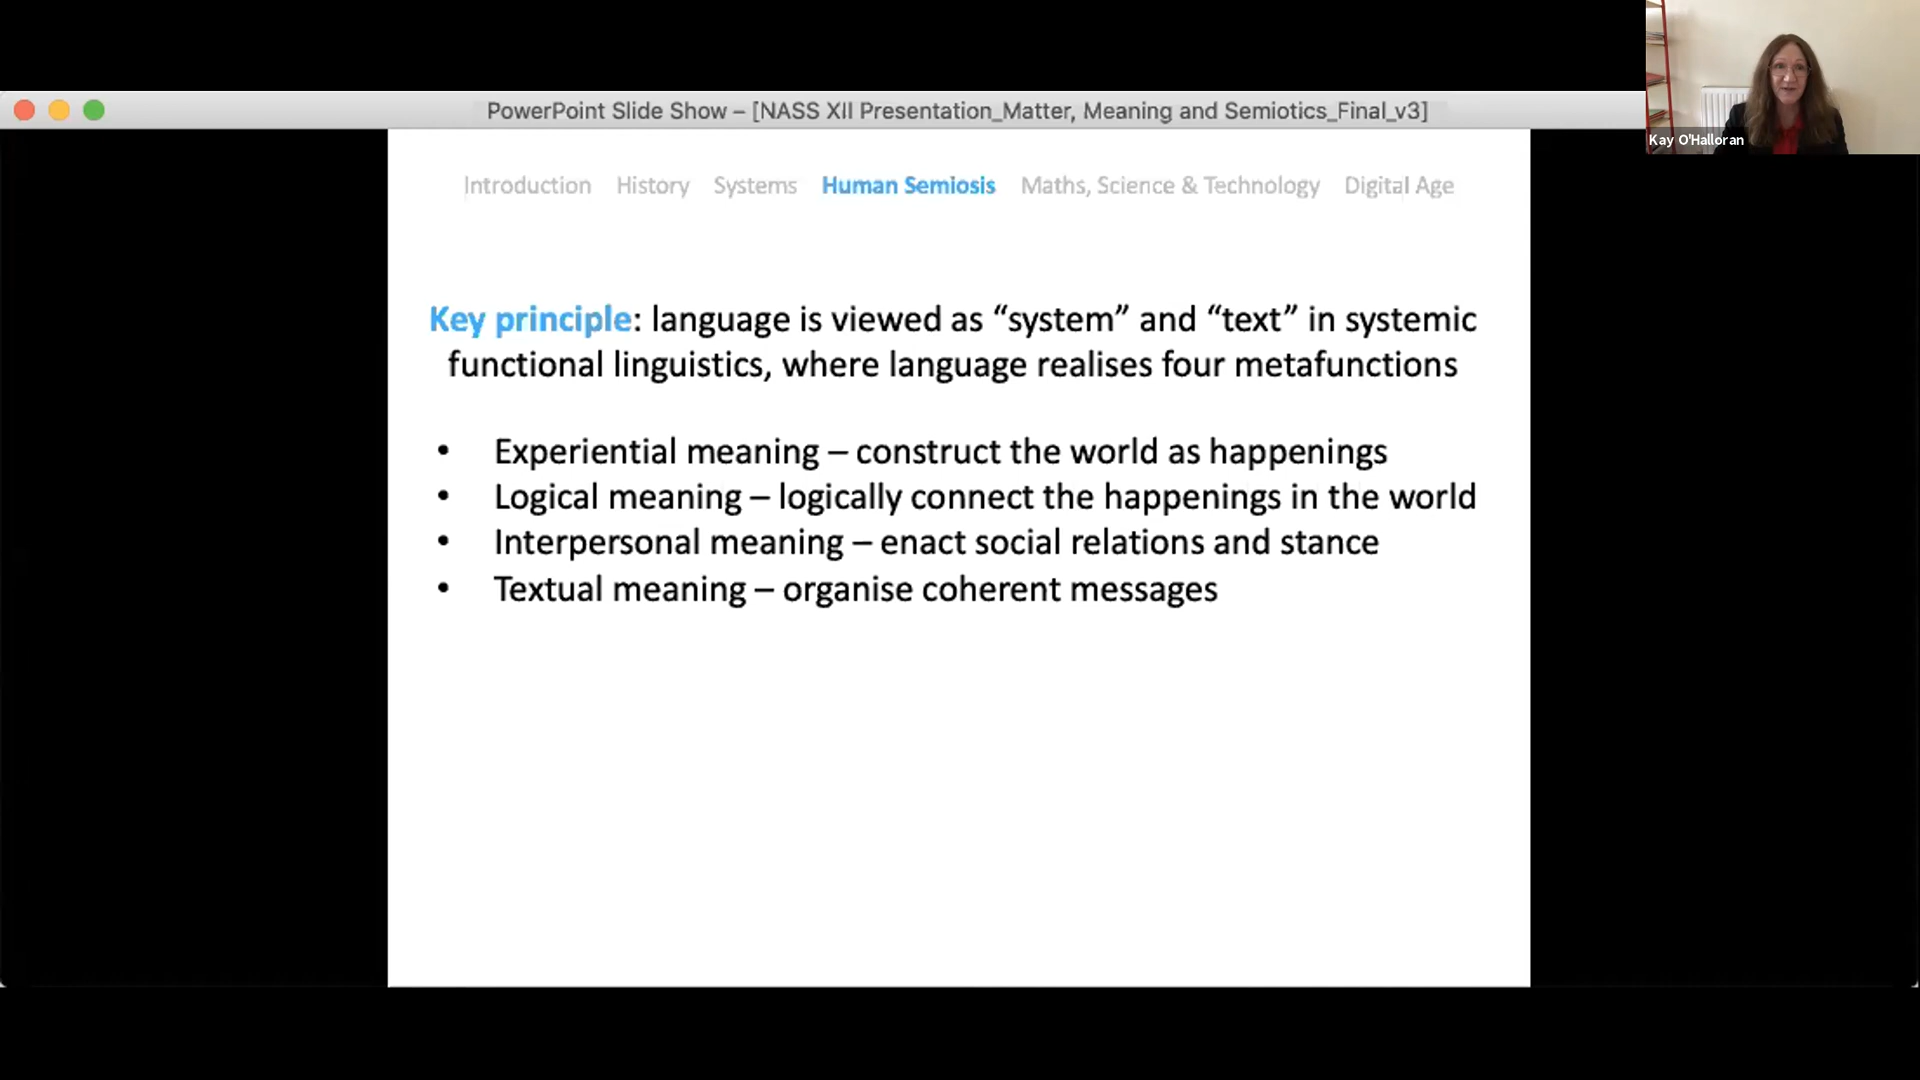 PowerPoint Slide Show – [NASS XII Presentation_Matter, Meaning and Semiotics_Final_v3]
Kay O'Halloran
Introduction History Systems Human Semiosis Maths, Science & Technology Digital Age
Key principle: language is viewed as “system” and “text” in systemic
functional linguistics, where language realises four metafunctions
• Experiential meaning – construct the world as happenings
• Logical meaning – logically connect the happenings in the world
• Interpersonal meaning – enact social relations and stance
• Textual meaning – organise coherent messages